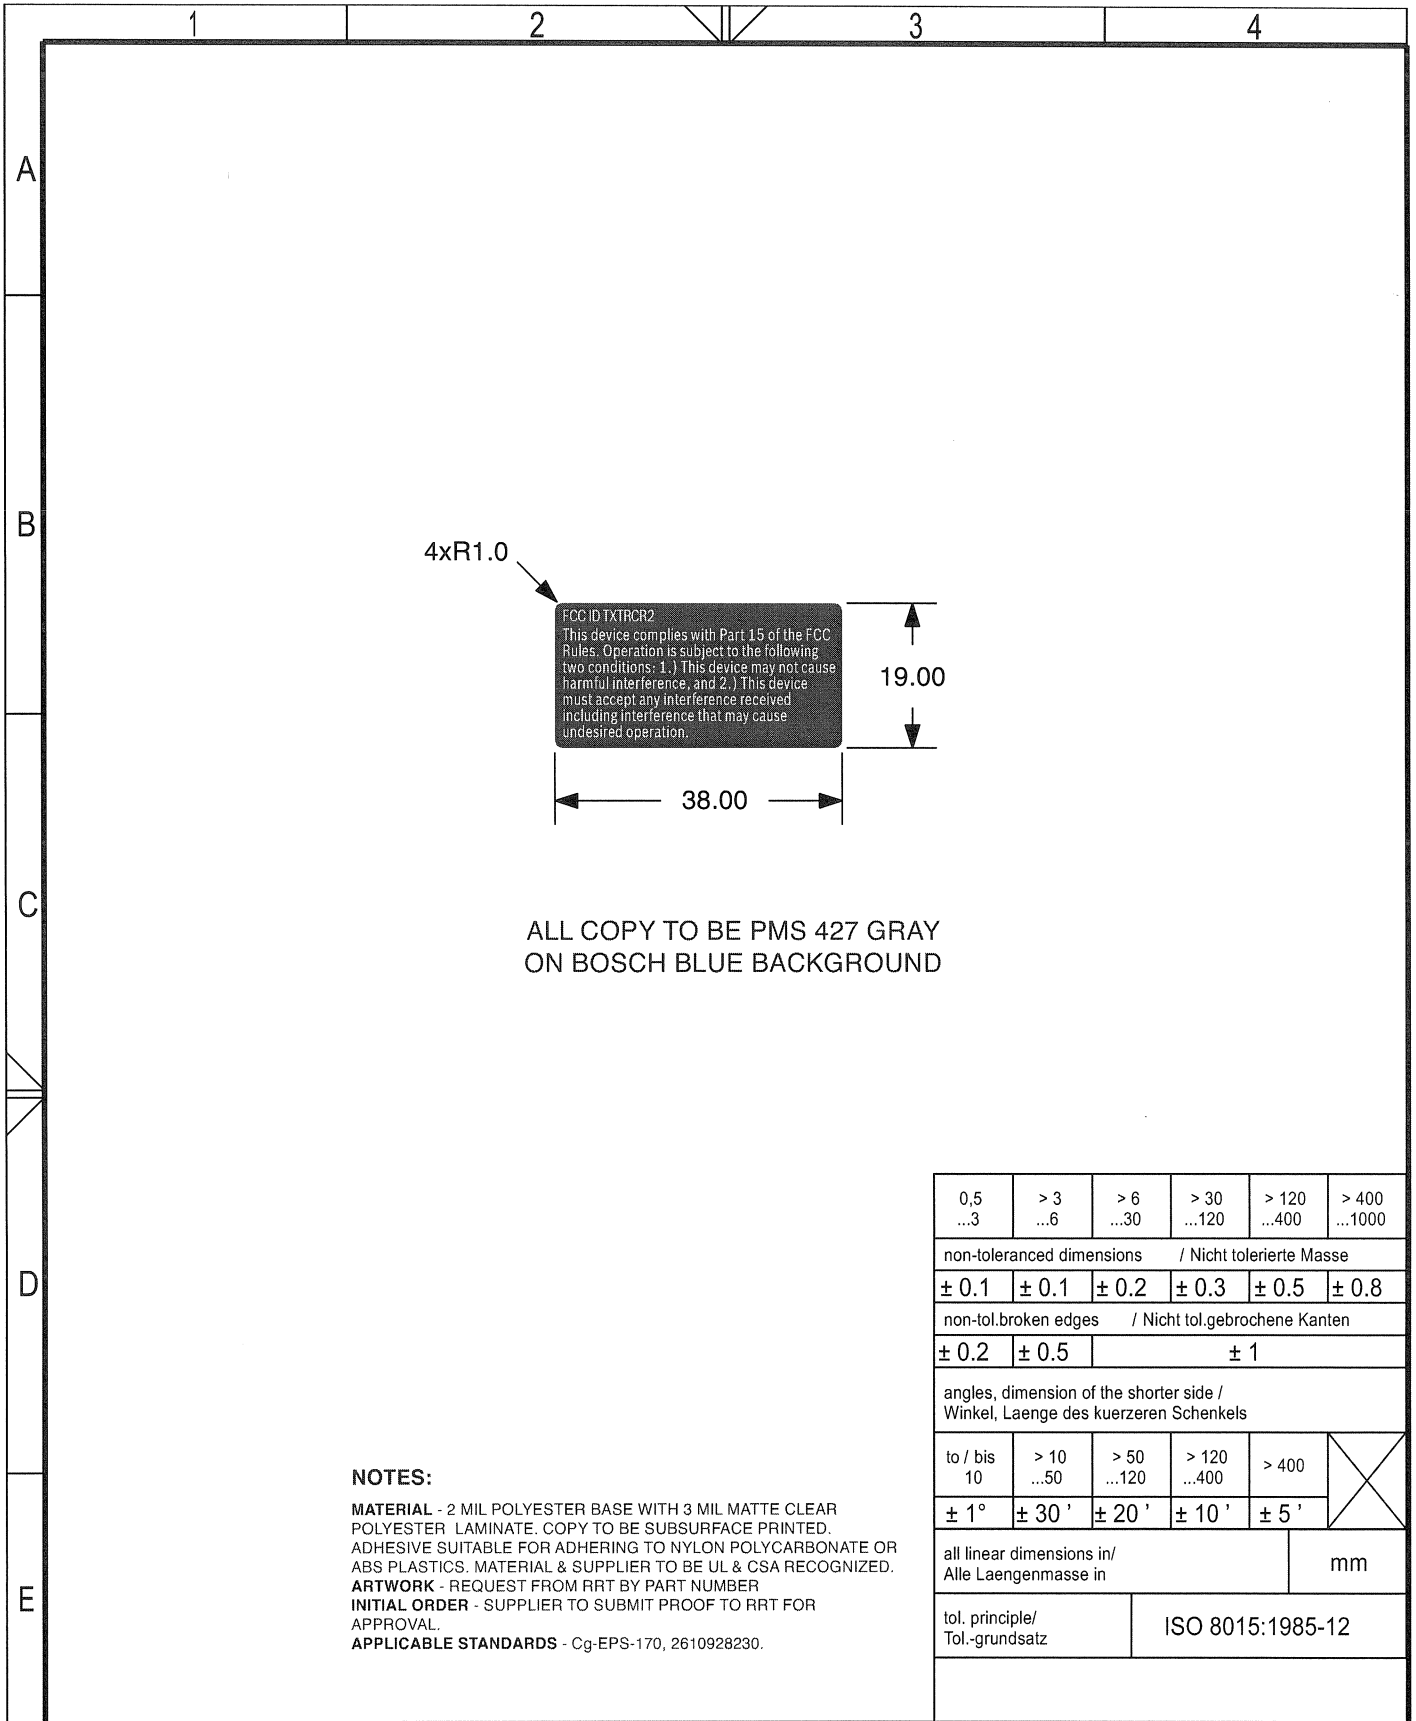 1 2 3 4
A
B
C
D
E
4xR1.0
FCC ID TXTRCR2
This device complies with Part 15 of the FCC
Rules. Operation is subject to the following
two conditions: 1.) This device may not cause
harmful interference, and 2.) This device
must accept any interference received
including interference that may cause
undesired operation.
19.00
38.00
ALL COPY TO BE PMS 427 GRAY
ON BOSCH BLUE BACKGROUND
NOTES:
MATERIAL - 2 MIL POLYESTER BASE WITH 3 MIL MATTE CLEAR
POLYESTER LAMINATE. COPY TO BE SUBSURFACE PRINTED.
ADHESIVE SUITABLE FOR ADHERING TO NYLON POLYCARBONATE OR
ABS PLASTICS. MATERIAL & SUPPLIER TO BE UL & CSA RECOGNIZED.
ARTWORK - REQUEST FROM RRT BY PART NUMBER
INITIAL ORDER - SUPPLIER TO SUBMIT PROOF TO RRT FOR
APPROVAL.
APPLICABLE STANDARDS - Cg-EPS-170, 2610928230.
0,5 > 3 > 6 > 30 > 120 > 400
...3 ...6 ...30 ...120 ...400 ...1000
non-toleranced dimensions / Nicht tolerierte Masse
± 0.1 ± 0.1 ± 0.2 ± 0.3 ± 0.5 ± 0.8
non-tol.broken edges / Nicht tol.gebrochene Kanten
± 0.2 ± 0.5 ± 1
angles, dimension of the shorter side /
Winkel, Laenge des kuerzeren Schenkels
to / bis > 10 > 50 > 120 > 400
10 ...50 ...120 ...400
± 1° ± 30 ' ± 20 ' ± 10 ' ± 5 '
all linear dimensions in/
Alle Laengenmasse in
mm
tol. principle/
Tol.-grundsatz
ISO 8015:1985-12